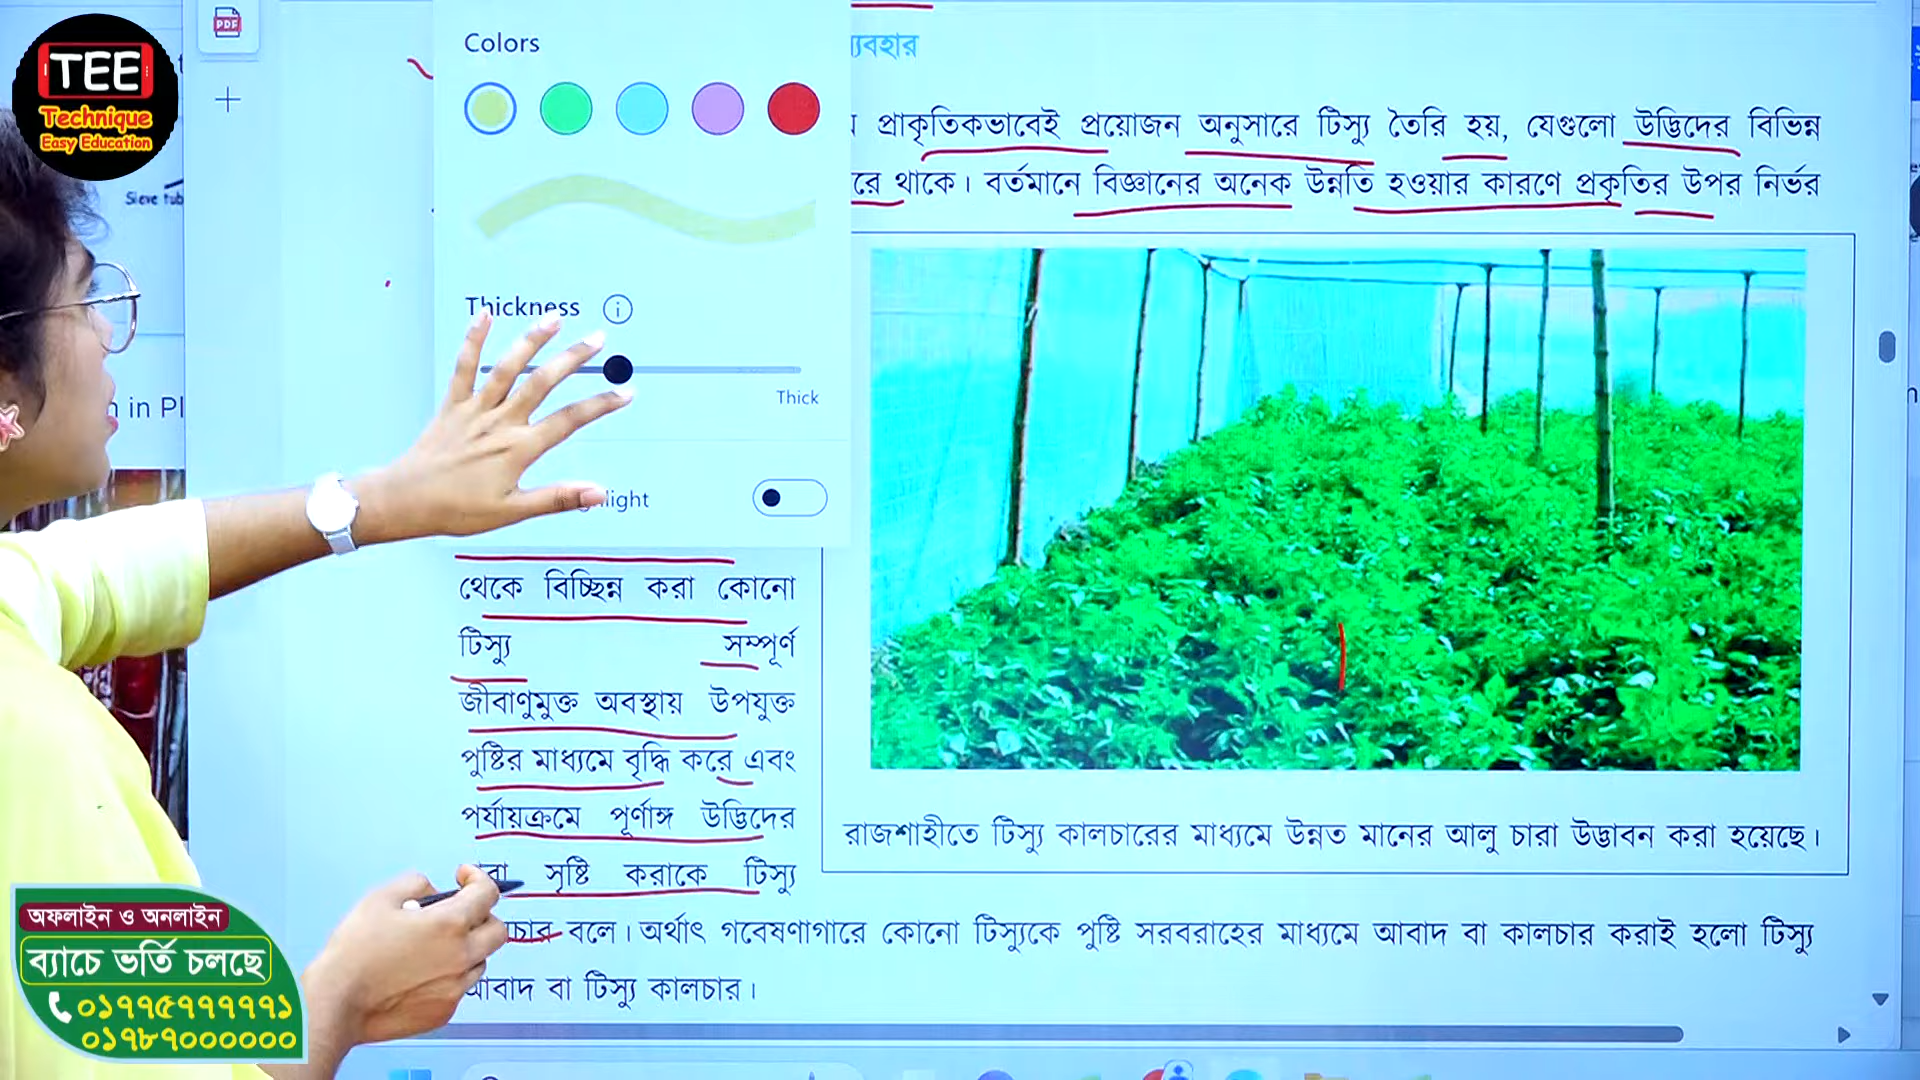 TEE
Technique
Easy Education
PDF
Sieve tub
in Pl
Colors
Thickness
Thick
প্রাকৃতিকভাবেই প্রয়োজন অনুসারে টিস্যু তৈরি হয়, যেগুলো উদ্ভিদের বিভিন্ন
থাকে। বর্তমানে বিজ্ঞানের অনেক উন্নতি হওয়ার কারণে প্রকৃতির উপর নির্ভর
থেকে বিচ্ছিন্ন করা কোনো
টিস্যু সম্পূর্ণ
জীবাণুমুক্ত অবস্থায় উপযুক্ত
পুষ্টির মাধ্যমে বৃদ্ধি করে এবং
পর্যায়ক্রমে পূর্ণাঙ্গ উদ্ভিদের
সৃষ্টি করাকে টিস্যু
বলে। অর্থাৎ গবেষণাগারে কোনো টিস্যুকে পুষ্টি সরবরাহের মাধ্যমে আবাদ বা কালচার করাই হলো টিস্যু
আবাদ বা টিস্যু কালচার।
রাজশাহীতে টিস্যু কালচারের মাধ্যমে উন্নত মানের আলু চারা উদ্ভাবন করা হয়েছে।
অফলাইন ও অনলাইন
ব্যাচে ভর্তি চলছে
০১৭৭৫৭৭৭৭৭১
০১৭৮৭০০০০০০